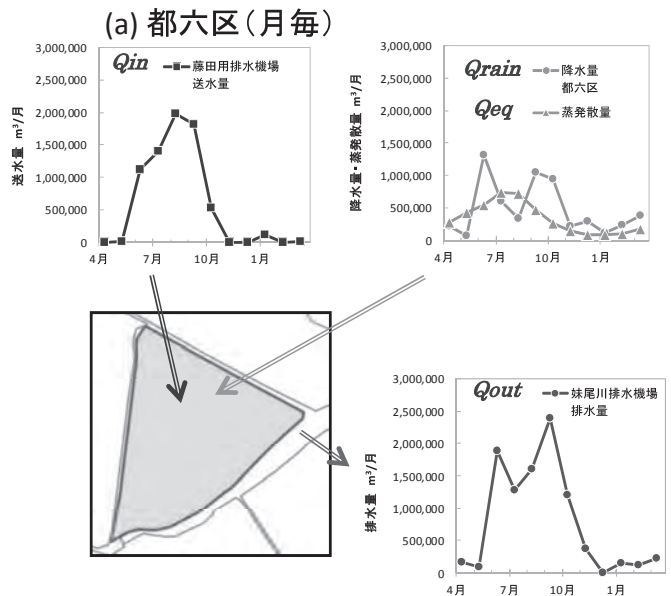 (a) 都六区(月毎)
3,000,000
2,500,000
2,000,000
1,500,000
1,000,000
500,000
0
送水量 m³/月
Qin
藤田用排水機場
送水量
4月 7月 10月 1月
3,000,000
2,500,000
2,000,000
1,500,000
1,000,000
500,000
0
降水量・蒸発散量 m³/月
Qrain
降水量
都六区
Qeq
蒸発散量
4月 7月 10月 1月
3,000,000
2,500,000
2,000,000
1,500,000
1,000,000
500,000
0
排水量 m³/月
Qout
妹尾川排水機場
排水量
4月 7月 10月 1月